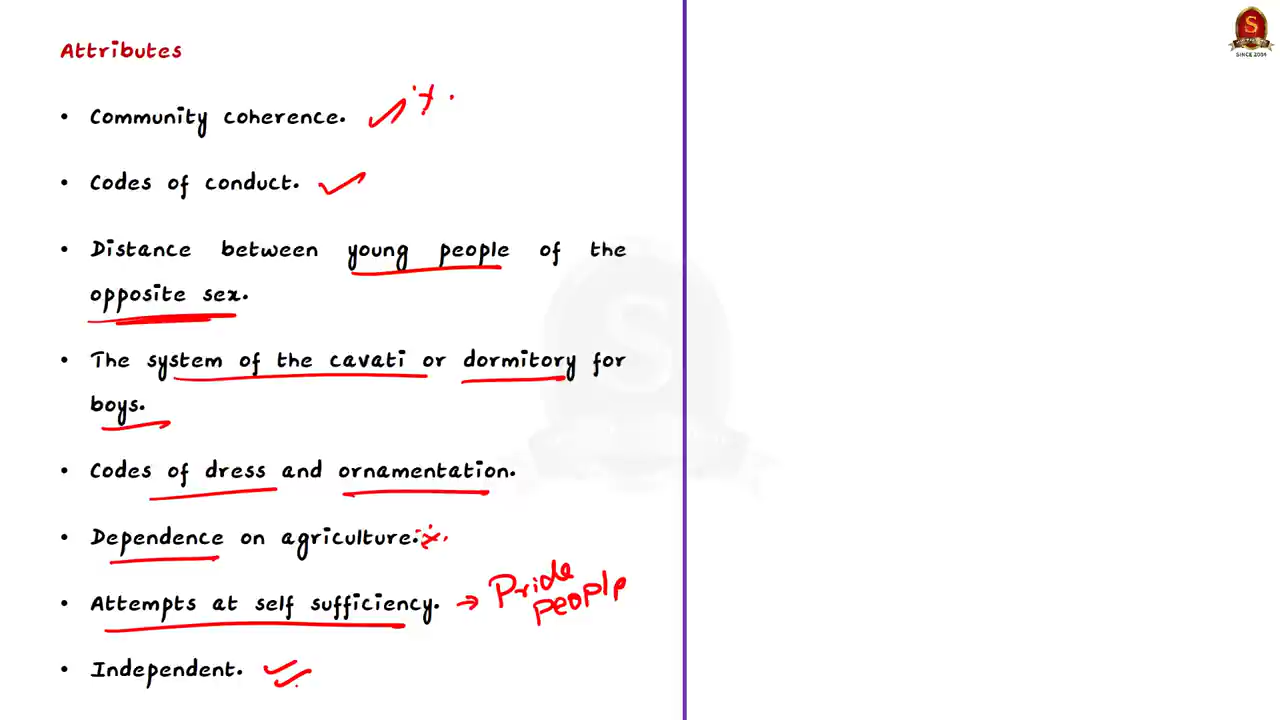 Attributes
• Community coherence.
• Codes of conduct.
• Distance between young people of the
opposite sex.
• The system of the cavati or dormitory for
boys.
• Codes of dress and ornamentation.
• Dependence on agriculture.
• Attempts at self sufficiency. → Pride
people
• Independent.
S
SINCE 2004